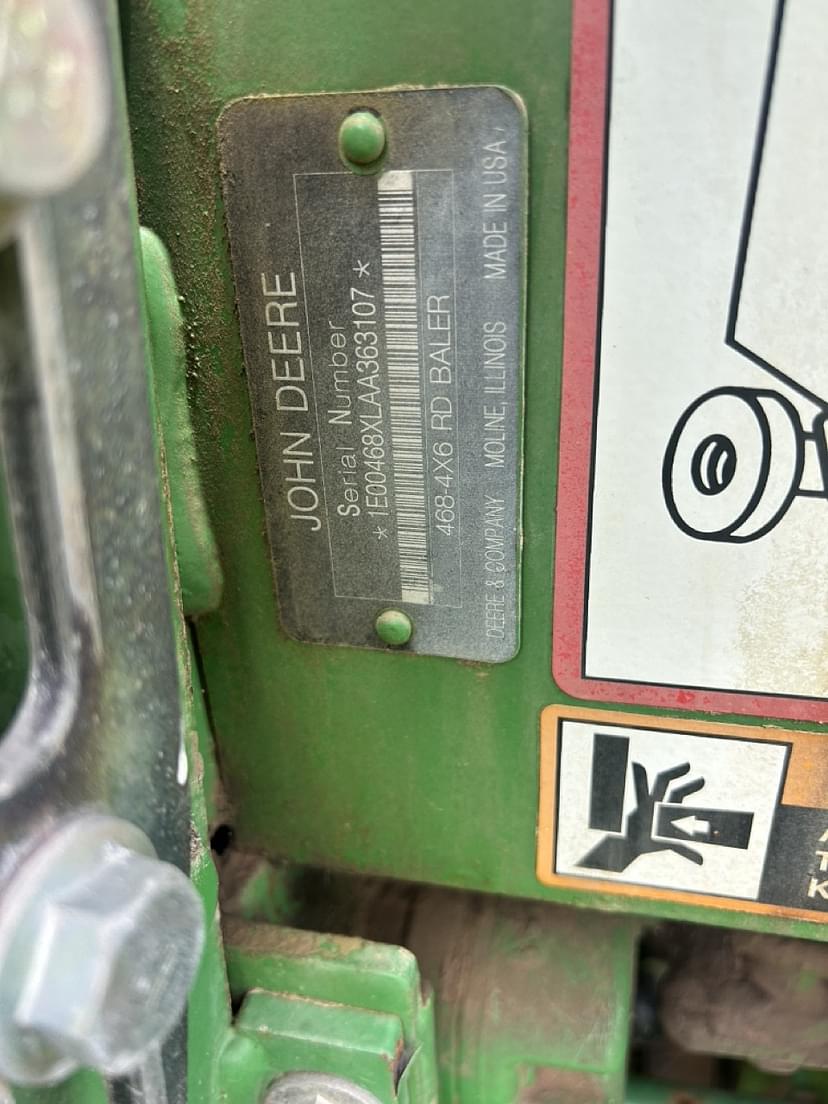 JOHN DEERE
Serial Number
*1E00468XLAA363107*
468-4X6 RD BALER
DEERE & COMPANY MOLINE, ILLINOIS MADE IN USA